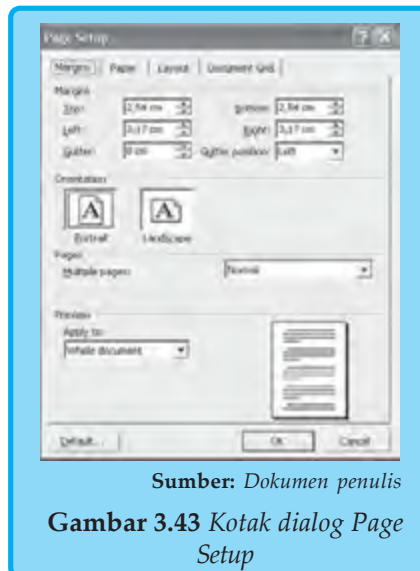 Page Setup
Margins Paper Layout Document Grid
Margins
Top: 2,54 cm Bottom: 2,54 cm
Left: 3,17 cm Right: 3,17 cm
Gutter: 0 cm Gutter position: Left
Orientation
Portrait Landscape
Pages
Multiple pages: Normal
Preview
Apply to:
Whole document
Default... OK Cancel
Sumber: Dokumen penulis
Gambar 3.43 Kotak dialog Page
Setup